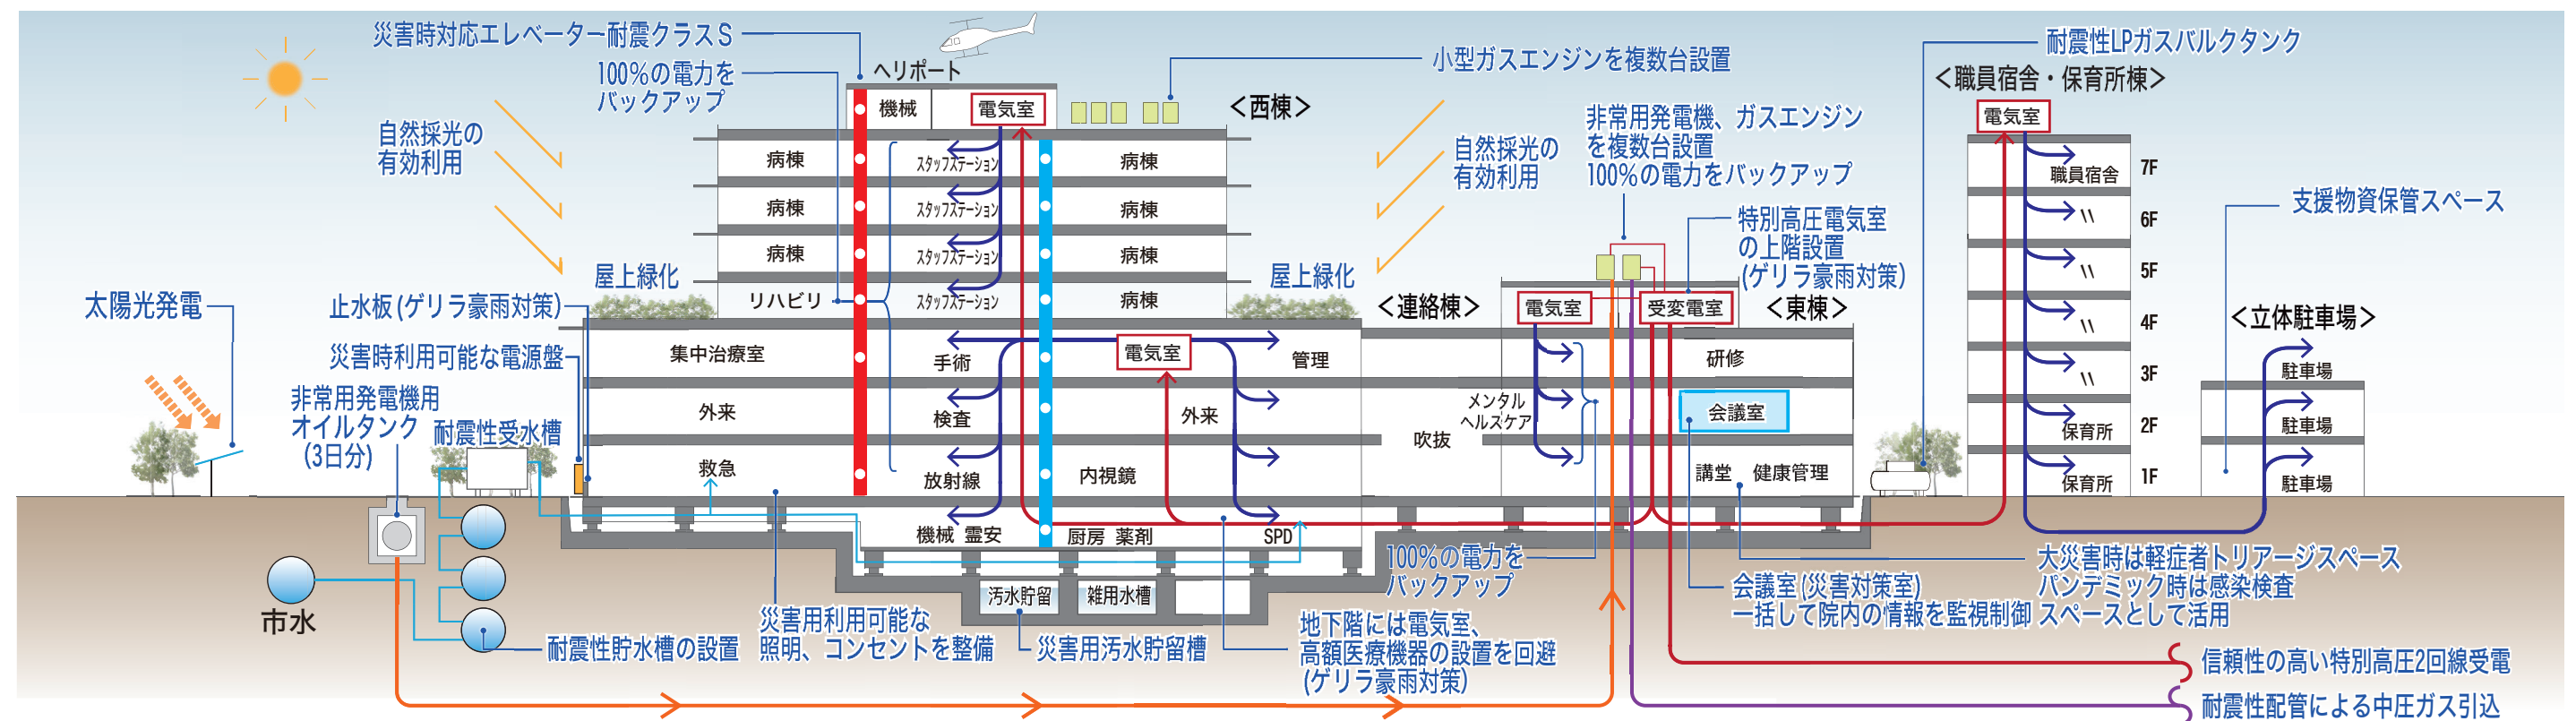 災害時対応エレベーター耐震クラスS
100%の電力を
バックアップ
ヘリポート
機械
電気室
小型ガスエンジンを複数台設置
<西棟>
自然採光の
有効利用
病棟
スタッフステーション
病棟
病棟
スタッフステーション
病棟
病棟
スタッフステーション
病棟
リハビリ
スタッフステーション
病棟
屋上緑化
屋上緑化
自然採光の
有効利用
非常用発電機、ガスエンジン
を複数台設置
100%の電力をバックアップ
特別高圧電気室
の上階設置
(ゲリラ豪雨対策)
耐震性LPガスバルクタンク
<職員宿舎・保育所棟>
電気室
職員宿舎
7F
〃
6F
〃
5F
〃
4F
〃
3F
保育所
2F
保育所
1F
支援物資保管スペース
<立体駐車場>
駐車場
駐車場
駐車場
太陽光発電
止水板(ゲリラ豪雨対策)
災害時利用可能な電源盤
非常用発電機用
オイルタンク
(3日分)
耐震性受水槽
集中治療室
手術
電気室
管理
外来
検査
外来
救急
放射線
内視鏡
機械 霊安
厨房 薬剤
SPD
<連絡棟>
電気室
受変電室
<東棟>
研修
メンタル
ヘルスケア
会議室
吹抜
講堂 健康管理
市水
耐震性貯水槽の設置
災害用利用可能な
照明、コンセントを整備
汚水貯留
雑用水槽
災害用汚水貯留槽
地下階には電気室、
高額医療機器の設置を回避
(ゲリラ豪雨対策)
100%の電力を
バックアップ
会議室(災害対策室)
一括して院内の情報を監視制御
大災害時は軽症者トリアージスペース
パンデミック時は感染検査
スペースとして活用
信頼性の高い特別高圧2回線受電
耐震性配管による中圧ガス引込